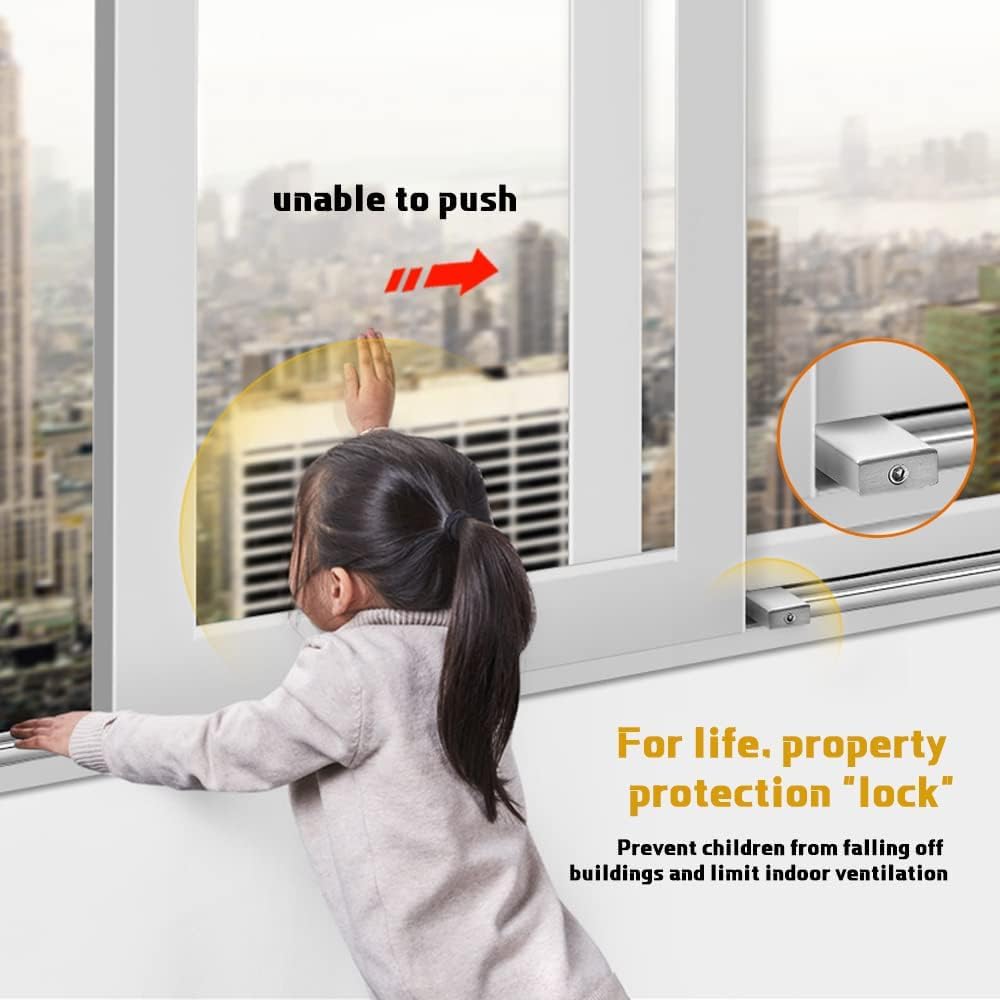 unable to push
For life. property
protection "lock"
Prevent children from falling off
buildings and limit indoor ventilation